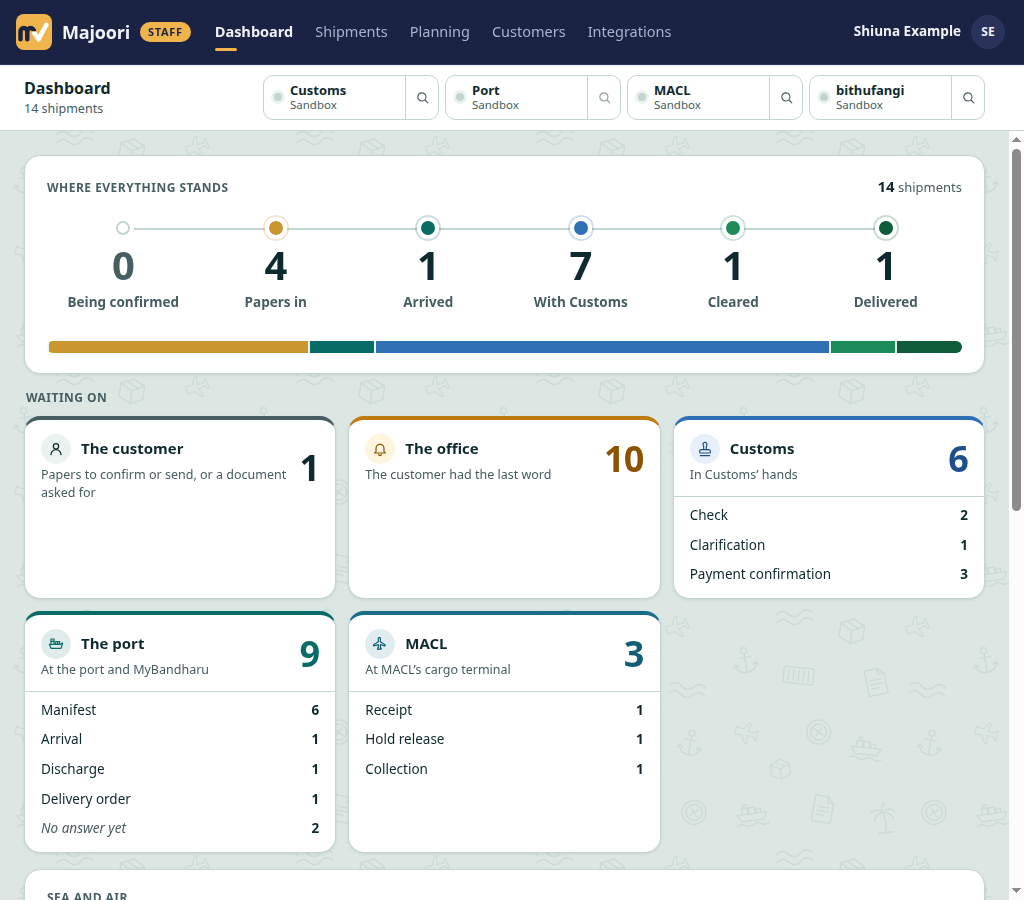 Majoori STAFF Dashboard Shipments Planning Customers Integrations Shiuna Example SE
Dashboard
14 shipments
Customs
Sandbox
Port
Sandbox
MACL
Sandbox
bithufangi
Sandbox
WHERE EVERYTHING STANDS
14 shipments
0
Being confirmed
4
Papers in
1
Arrived
7
With Customs
1
Cleared
1
Delivered
WAITING ON
The customer
Papers to confirm or send, or a document
asked for
1
The office
The customer had the last word
10
Customs
In Customs’ hands
6
Check 2
Clarification 1
Payment confirmation 3
The port
At the port and MyBandharu
9
Manifest 6
Arrival 1
Discharge 1
Delivery order 1
No answer yet 2
MACL
At MACL’s cargo terminal
3
Receipt 1
Hold release 1
Collection 1
SEA AND AIR